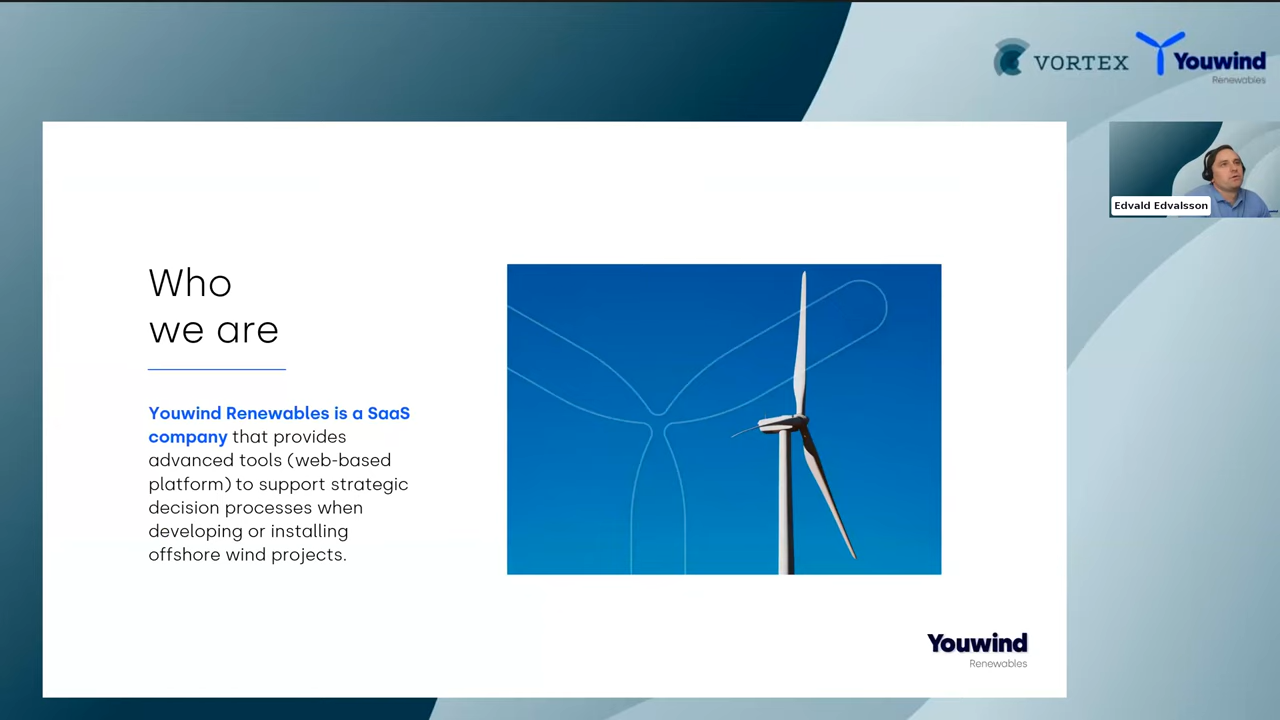 VORTEX
Youwind
Renewables
Edvald Edvalsson
Who
we are
Youwind Renewables is a SaaS
company that provides
advanced tools (web-based
platform) to support strategic
decision processes when
developing or installing
offshore wind projects.
Youwind
Renewables